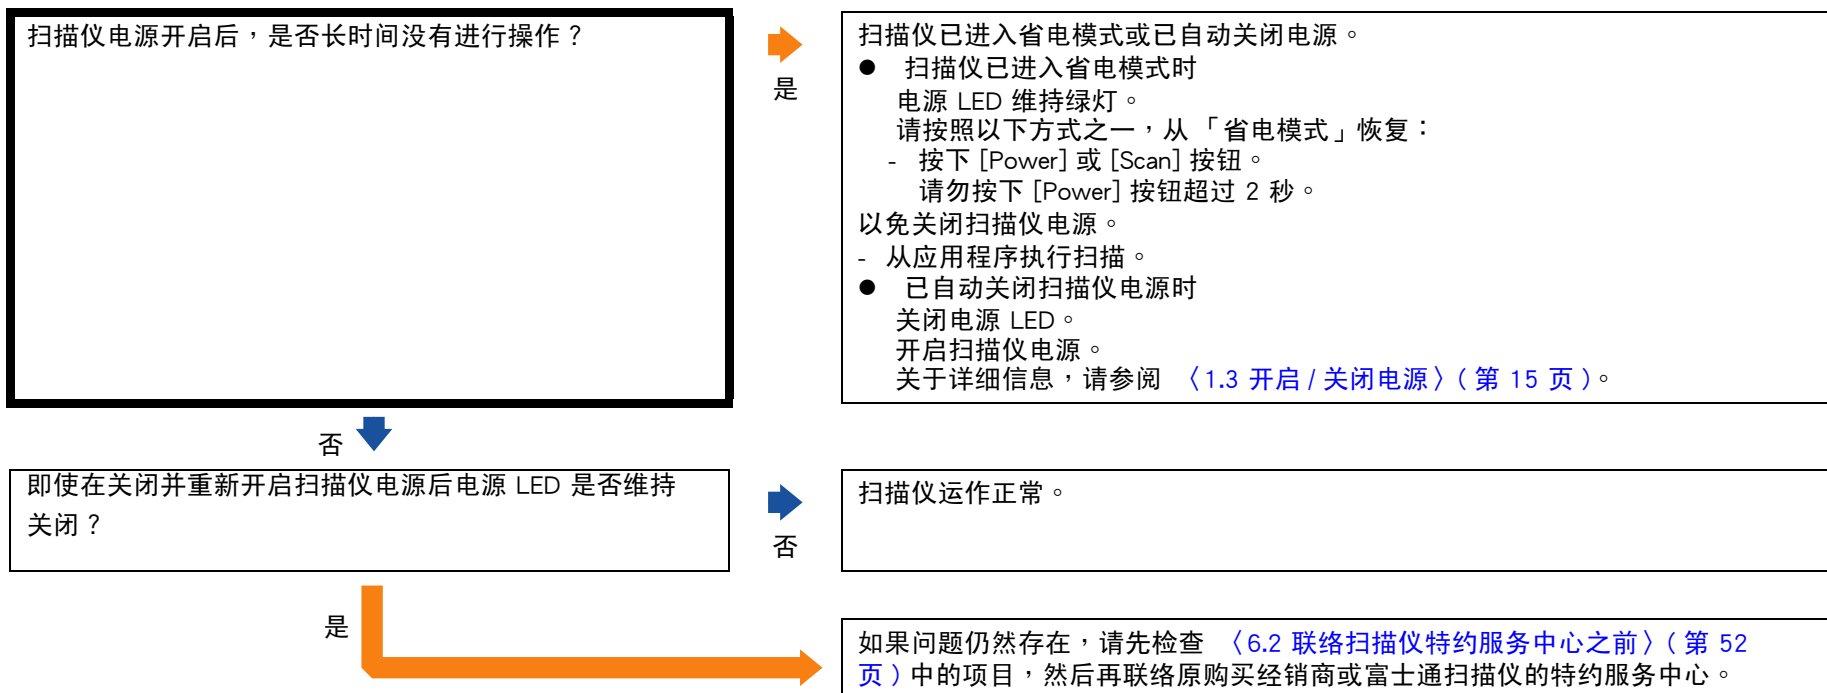 扫描仪电源开启后，是否长时间没有进行操作？
是
扫描仪已进入省电模式或已自动关闭电源。
● 扫描仪已进入省电模式时
电源 LED 维持绿灯。
请按照以下方式之一，从 「省电模式」恢复：
- 按下 [Power] 或 [Scan] 按钮。
请勿按下 [Power] 按钮超过 2 秒。
以免关闭扫描仪电源。
- 从应用程序执行扫描。
● 已自动关闭扫描仪电源时
关闭电源 LED。
开启扫描仪电源。
关于详细信息，请参阅 〈1.3 开启 / 关闭电源〉( 第 15 页 )。
否
即使在关闭并重新开启扫描仪电源后电源 LED 是否维持
关闭？
否
扫描仪运作正常。
是
如果问题仍然存在，请先检查 〈6.2 联络扫描仪特约服务中心之前〉( 第 52
页 ) 中的项目，然后再联络原购买经销商或富士通扫描仪的特约服务中心。